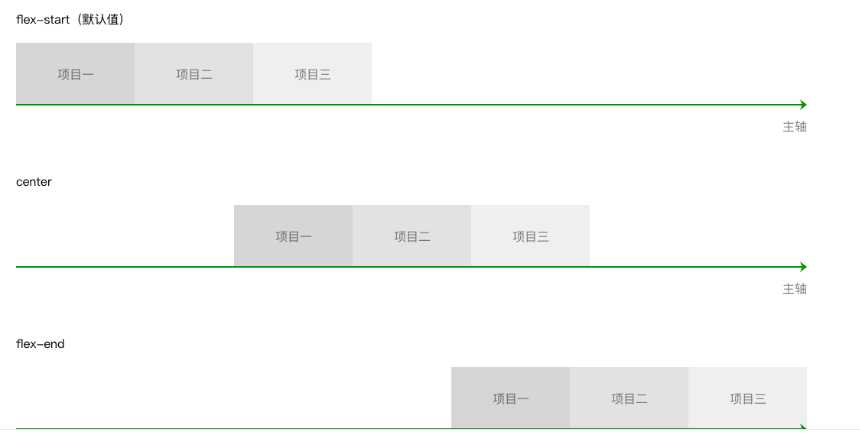 flex-start（默认值）
项目一 项目二 项目三
主轴
center
项目一 项目二 项目三
主轴
flex-end
项目一 项目二 项目三